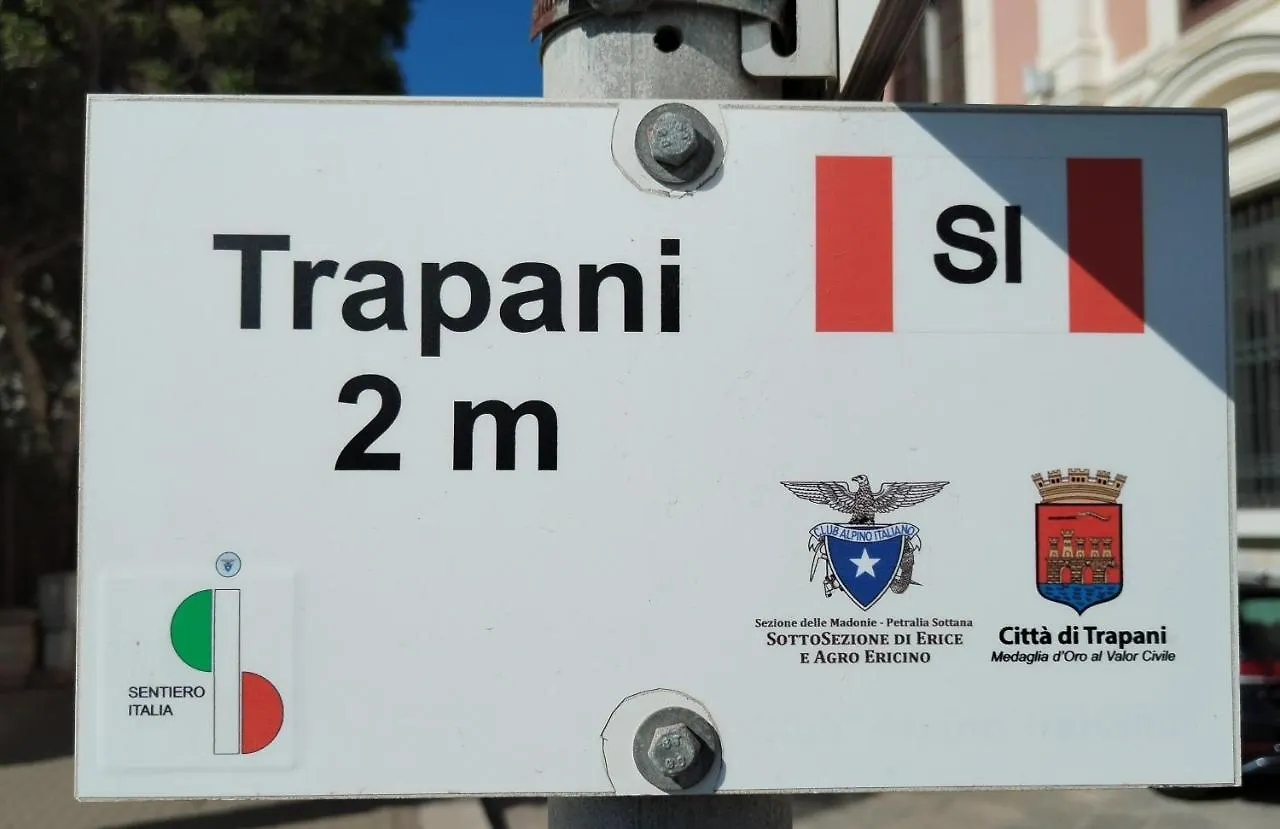 Trapani
2 m
SI
SENTIERO
ITALIA
CLUB ALPINO ITALIANO
Sezione delle Madonie - Petralia Sottana
SOTTOSEZIONE DI ERICE
E AGRO ERICINO
Città di Trapani
Medaglia d'Oro al Valor Civile